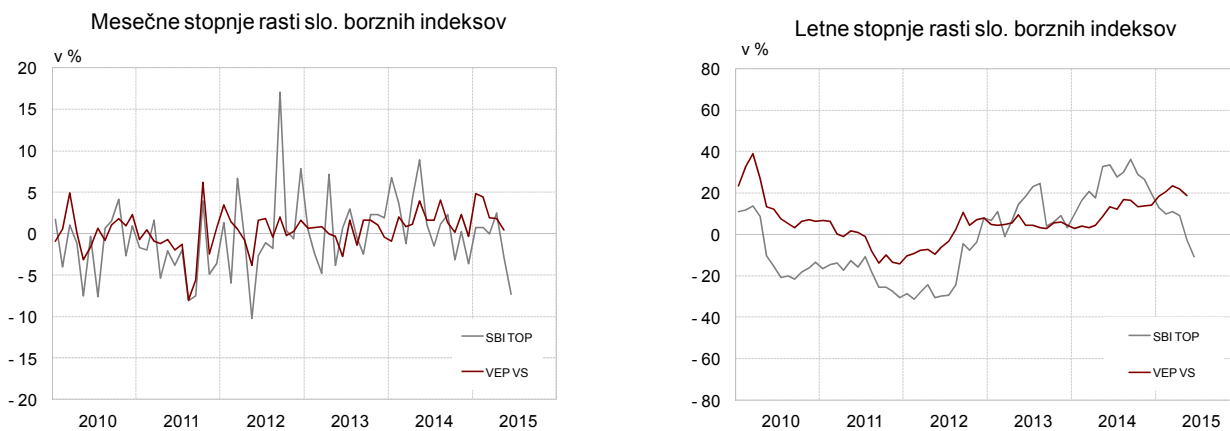 Mesečne stopnje rasti slo. borznih indeksov
v %
20
15
10
5
0
- 5
- 10
- 15
- 20
SBI TOP
VEP VS
2010 2011 2012 2013 2014 2015
Letne stopnje rasti slo. borznih indeksov
v %
80
60
40
20
0
- 20
- 40
- 60
- 80
SBI TOP
VEP VS
2010 2011 2012 2013 2014 2015